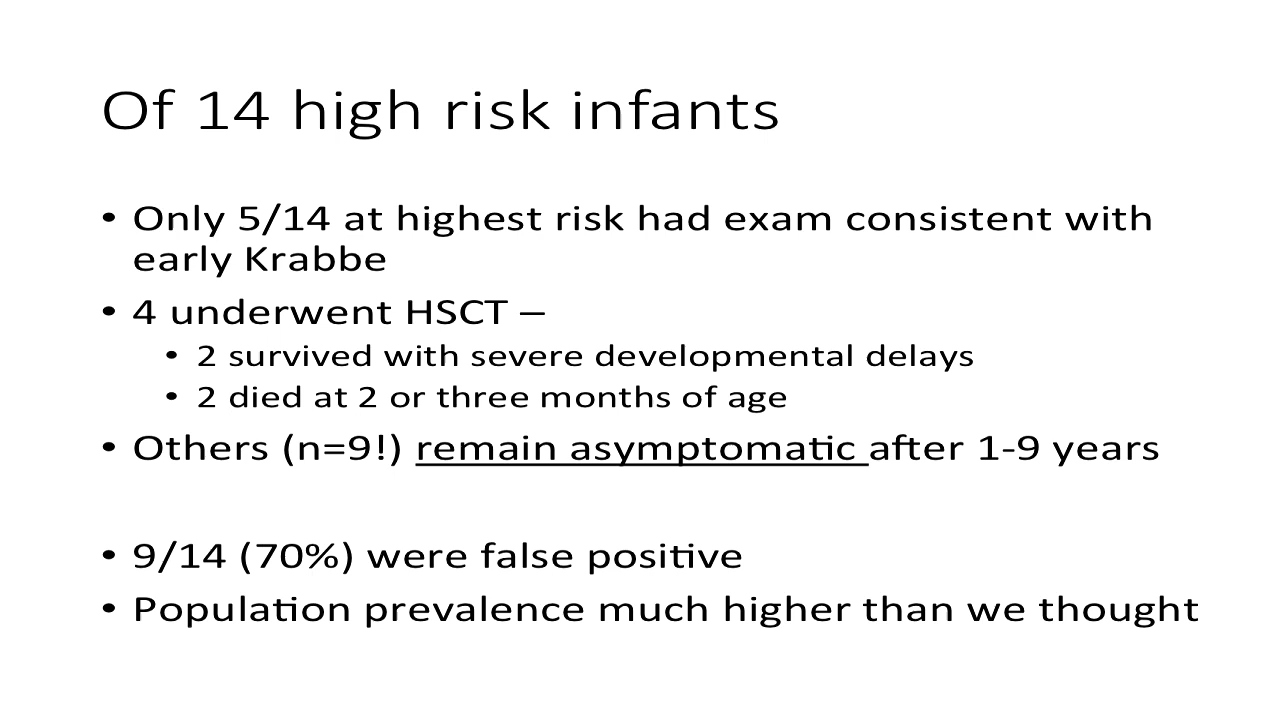 Of 14 high risk infants
• Only 5/14 at highest risk had exam consistent with
early Krabbe
• 4 underwent HSCT –
• 2 survived with severe developmental delays
• 2 died at 2 or three months of age
• Others (n=9!) remain asymptomatic after 1-9 years
• 9/14 (70%) were false positive
• Population prevalence much higher than we thought